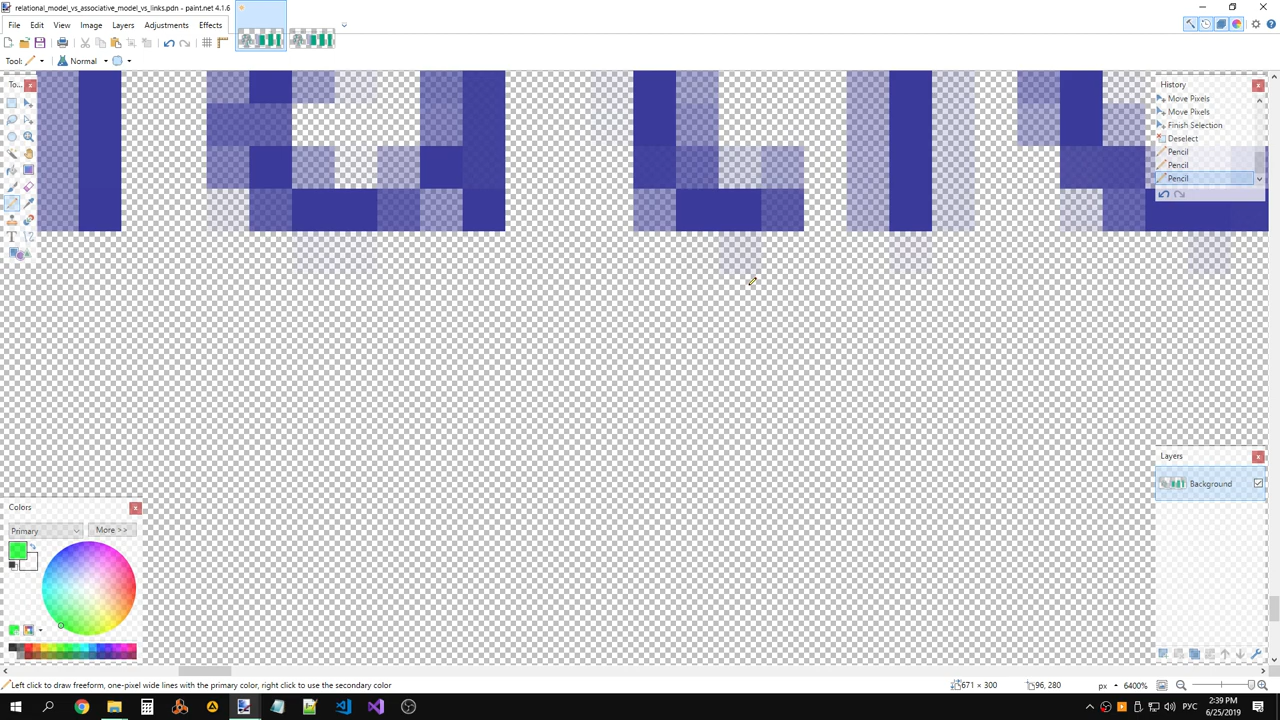 relational_model_vs_associative_model_vs_links.pdn - paint.net 4.1.6
File Edit View Image Layers Adjustments Effects
Tool: Normal
To...
History
Move Pixels
Move Pixels
Finish Selection
Deselect
Pencil
Pencil
Pencil
Layers
Background
Colors
Primary
More >>
Left click to draw freeform, one-pixel wide lines with the primary color, right click to use the secondary color
671 × 300
96, 280
px
6400%
РУС
2:39 PM
6/25/2019